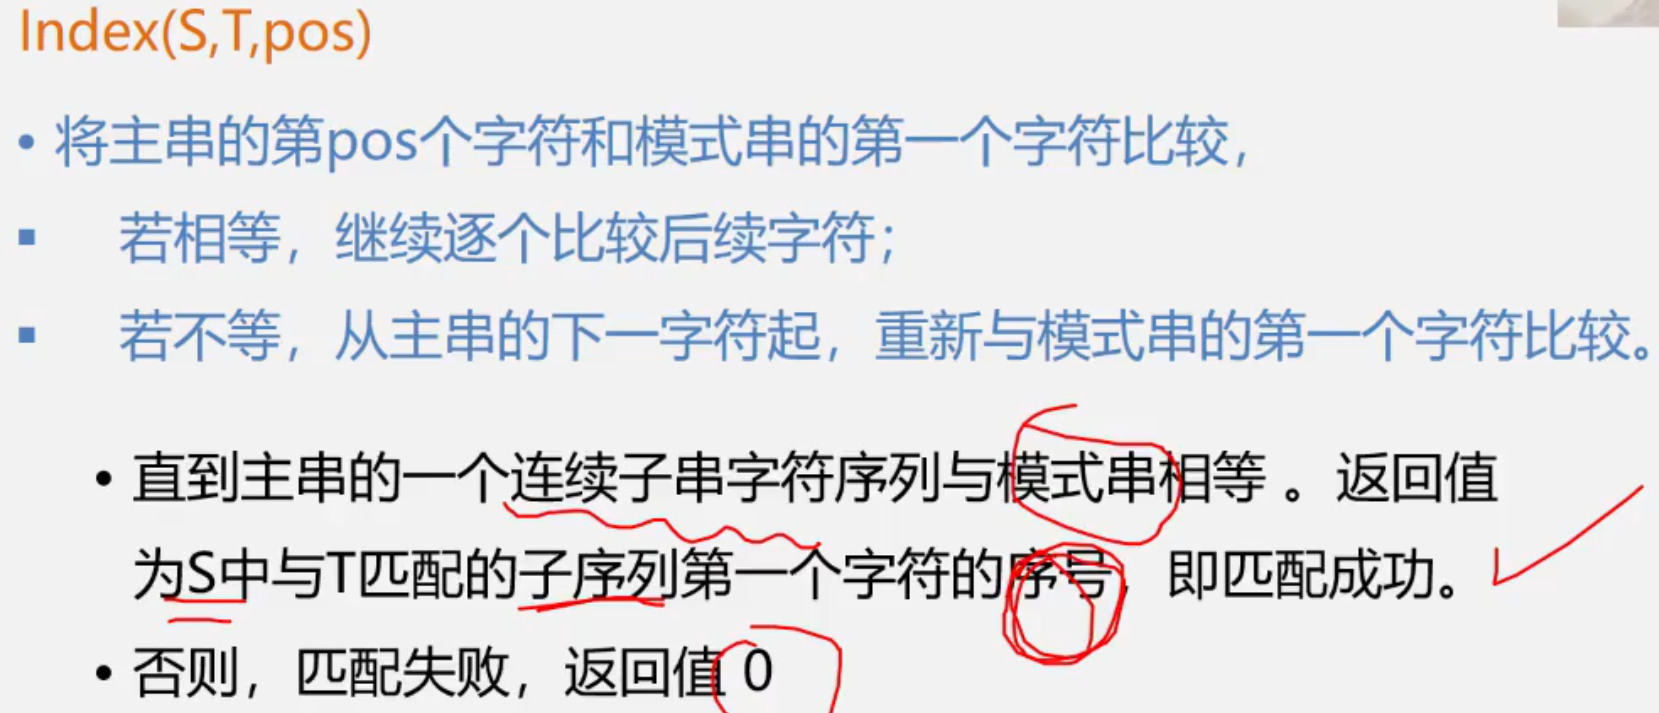 Index(S,T,pos)
• 将主串的第pos个字符和模式串的第一个字符比较，
▪ 若相等，继续逐个比较后续字符；
▪ 若不等，从主串的下一字符起，重新与模式串的第一个字符比较。
• 直到主串的一个连续子串字符序列与模式串相等 。返回值
为S中与T匹配的子序列第一个字符的序号，即匹配成功。
• 否则，匹配失败，返回值 0